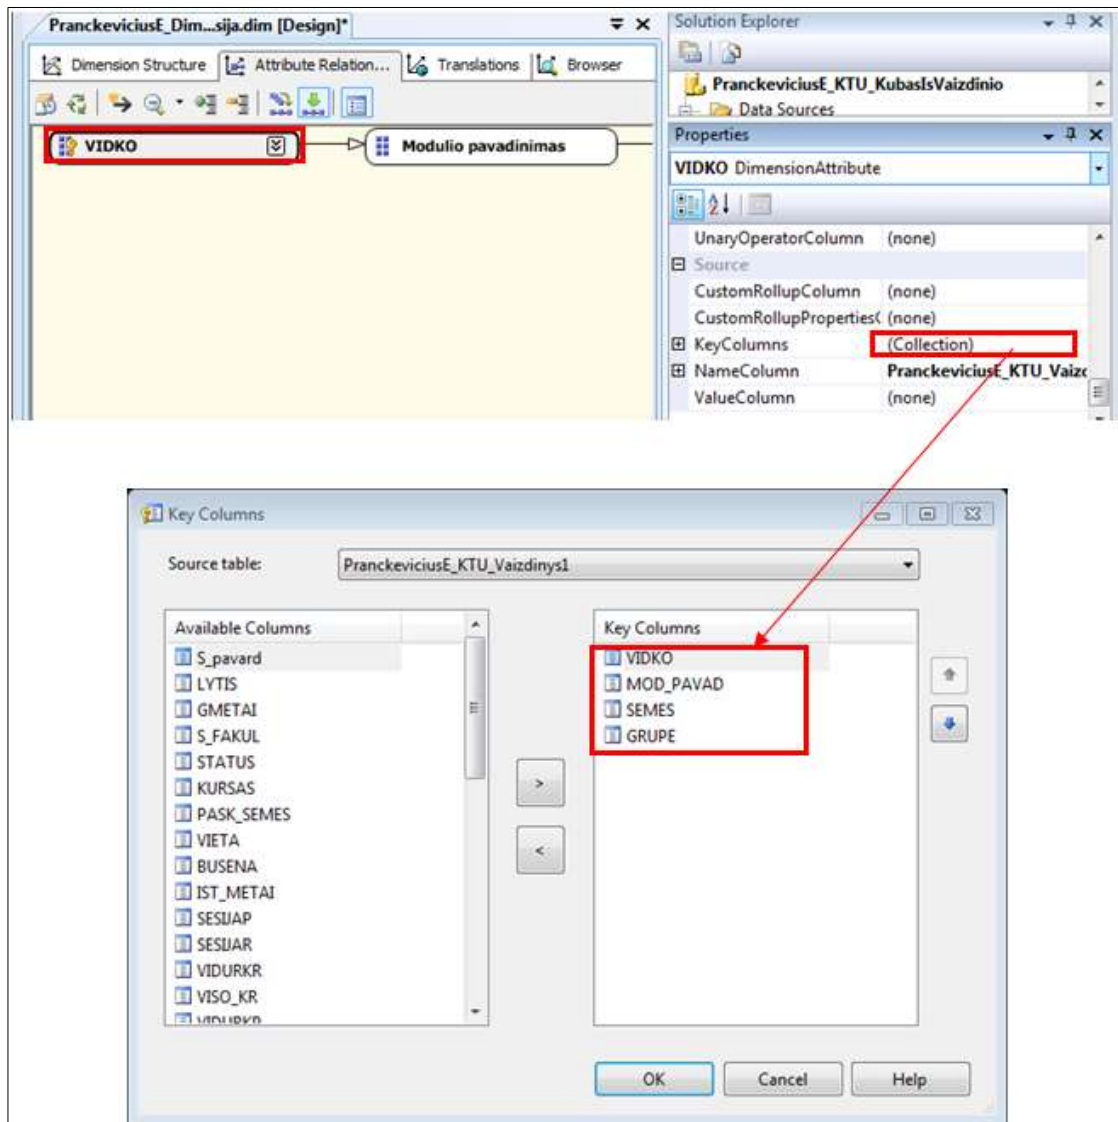 PranckeviciusE_Dim...sija.dim [Design]*
Dimension Structure
Attribute Relation...
Translations
Browser
VIDKO
Modulio pavadinimas
Solution Explorer
PranckeviciusE_KTU_KubasIsVaizdinio
Data Sources
Properties
VIDKO DimensionAttribute
UnaryOperatorColumn (none)
Source
CustomRollupColumn (none)
CustomRollupProperties( (none)
KeyColumns (Collection)
NameColumn PranckeviciusE_KTU_Vaizd
ValueColumn (none)
Key Columns
Source table: PranckeviciusE_KTU_Vaizdinys1
Available Columns
S_pavard
LYTIS
GMETAI
S_FAKUL
STATUS
KURSAS
PASK_SEMES
VIETA
BUSENA
IST_METAI
SESIJAP
SESIJAR
VIDURKR
VISO_KR
Key Columns
VIDKO
MOD_PAVAD
SEMES
GRUPE
>
<
OK Cancel Help